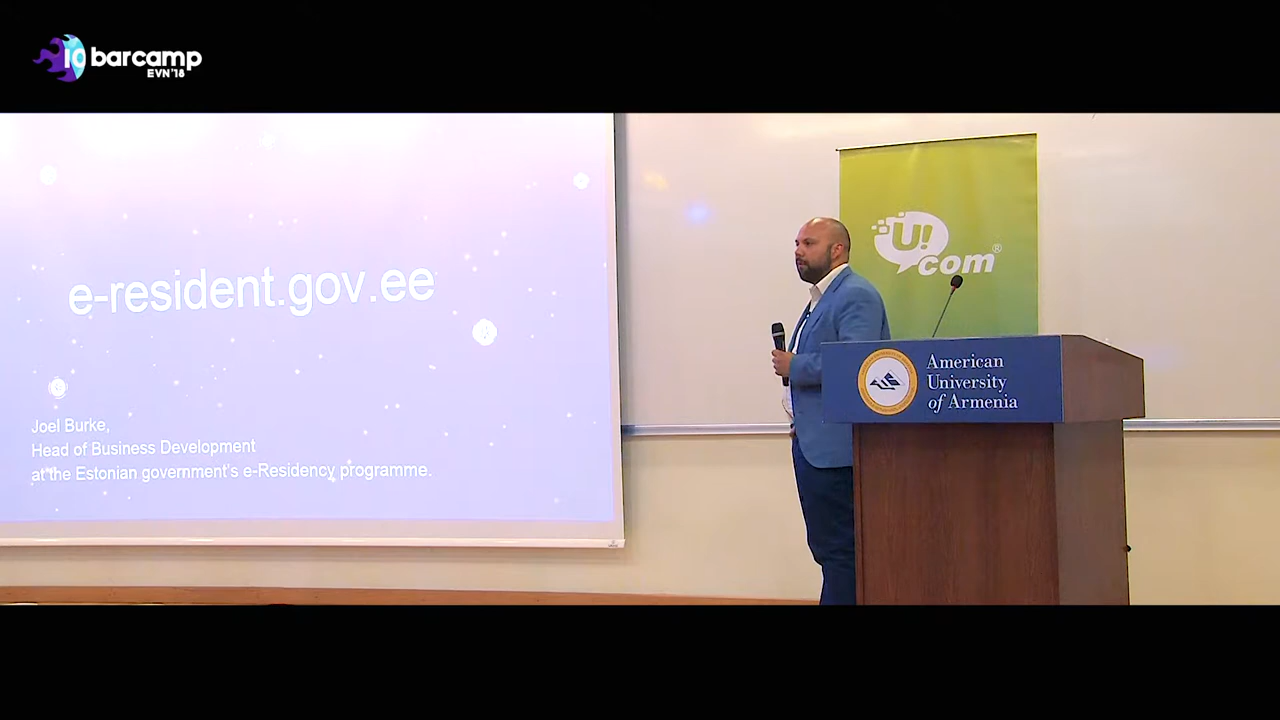 10 barcamp
EVN'18
e-resident.gov.ee
Joel Burke,
Head of Business Development
at the Estonian government's e-Residency programme.
U!
com®
American
University
of Armenia